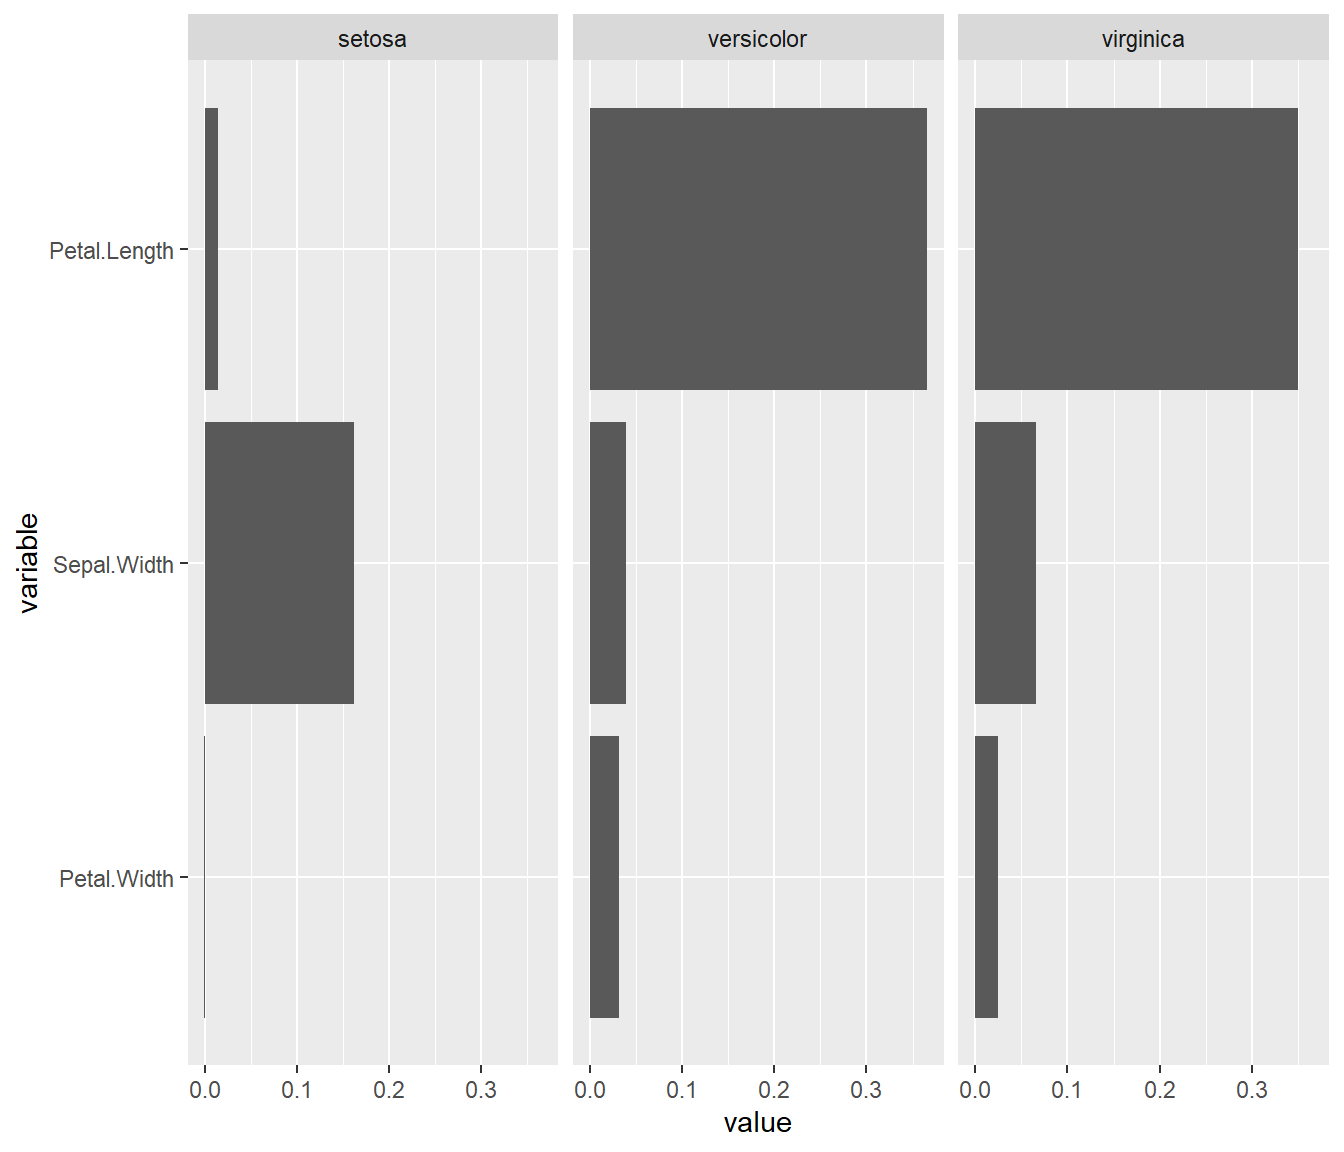 setosa versicolor virginica
Petal.Length
Sepal.Width
Petal.Width
variable
0.0 0.1 0.2 0.3 0.0 0.1 0.2 0.3 0.0 0.1 0.2 0.3
value